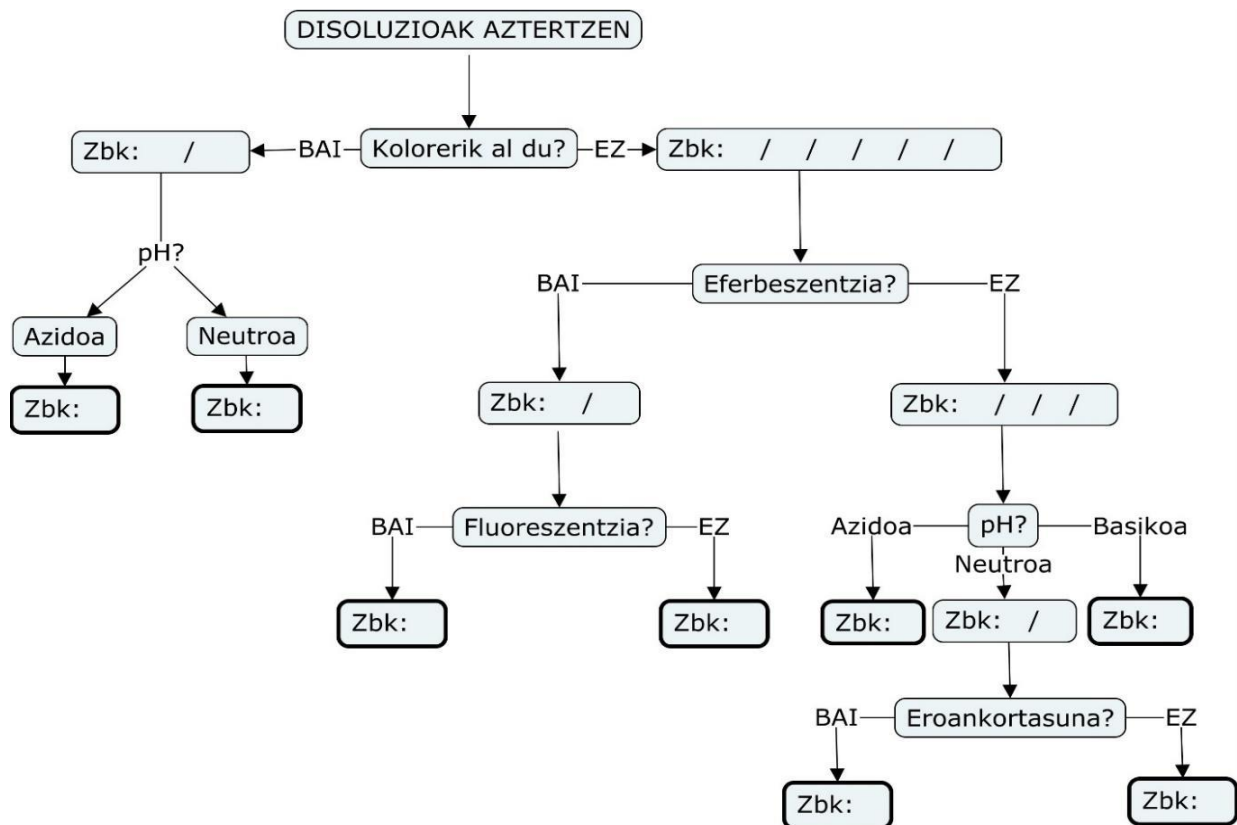 DISOLUZIOAK AZTERTZEN
Zbk: /
BAI
Kolorerik al du?
EZ
Zbk: / / / / /
pH?
BAI
Eferbeszentzia?
EZ
Azidoa
Neutroa
Zbk:
Zbk:
Zbk: /
Zbk: / / /
BAI
Fluoreszentzia?
EZ
Azidoa
pH?
Basikoa
Neutroa
Zbk:
Zbk:
Zbk:
Zbk: /
Zbk:
BAI
Eroankortasuna?
EZ
Zbk:
Zbk: